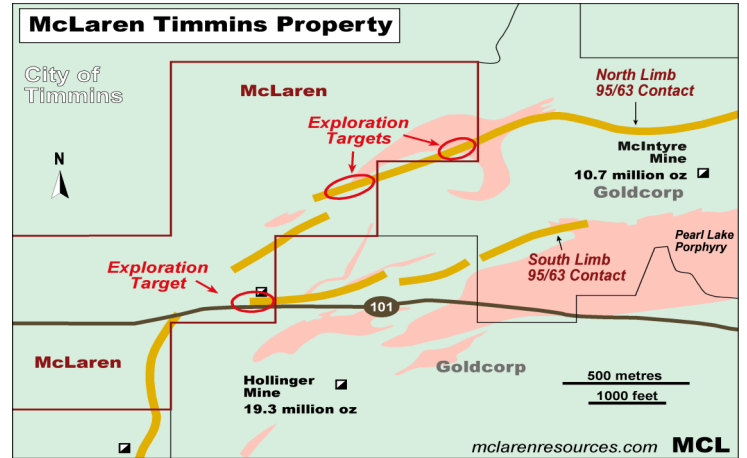 McLaren Timmins Property
City of
Timmins
McLaren
North Limb
95/63 Contact
Exploration
Targets
McIntyre
Mine
10.7 million oz
Goldcorp
N
Pearl Lake
Porphyry
South Limb
95/63 Contact
Exploration
Target
101
McLaren
Goldcorp
Hollinger
Mine
19.3 million oz
500 metres
1000 feet
mclarenresources.com MCL